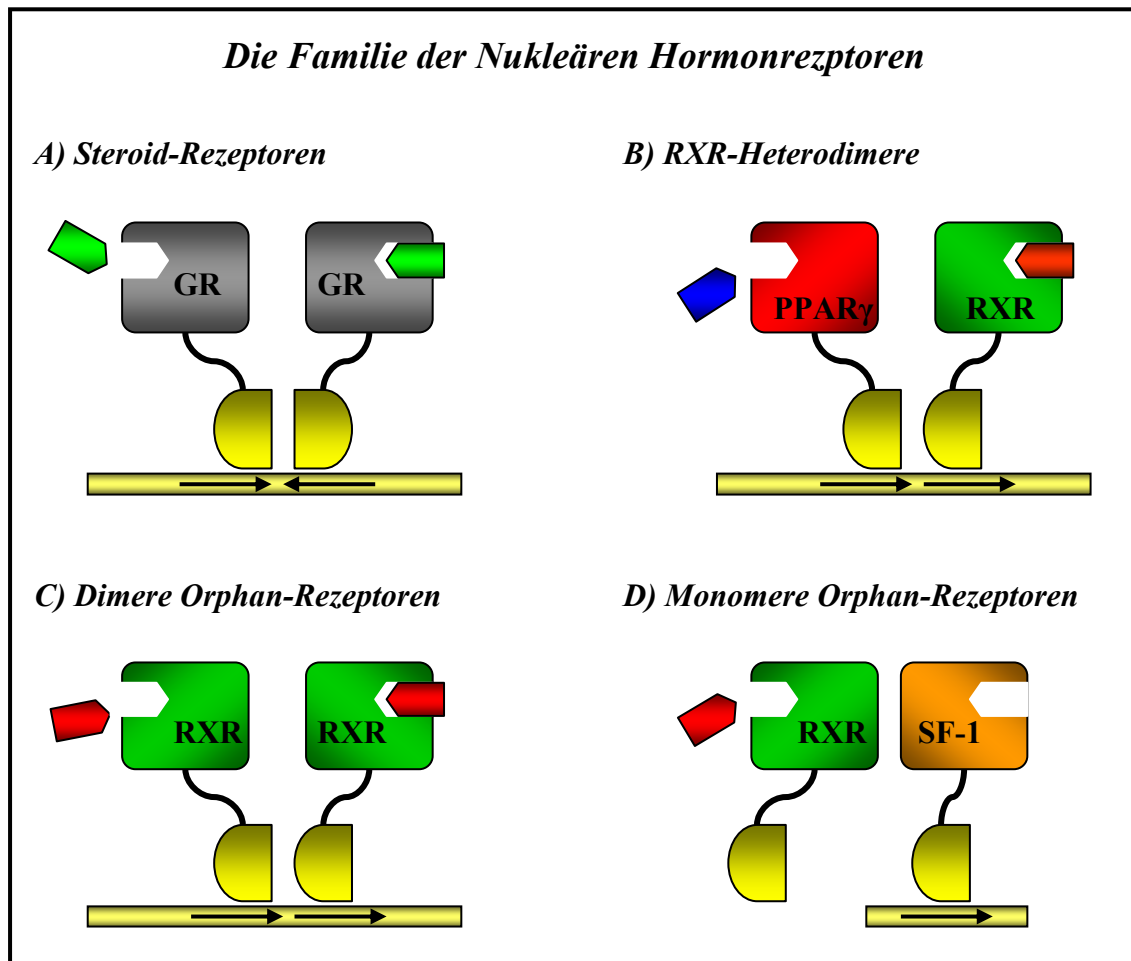 Die Familie der Nukleären Hormonrezptoren
A) Steroid-Rezeptoren
B) RXR-Heterodimere
GR
GR
PPARγ
RXR
C) Dimere Orphan-Rezeptoren
D) Monomere Orphan-Rezeptoren
RXR
RXR
RXR
SF-1